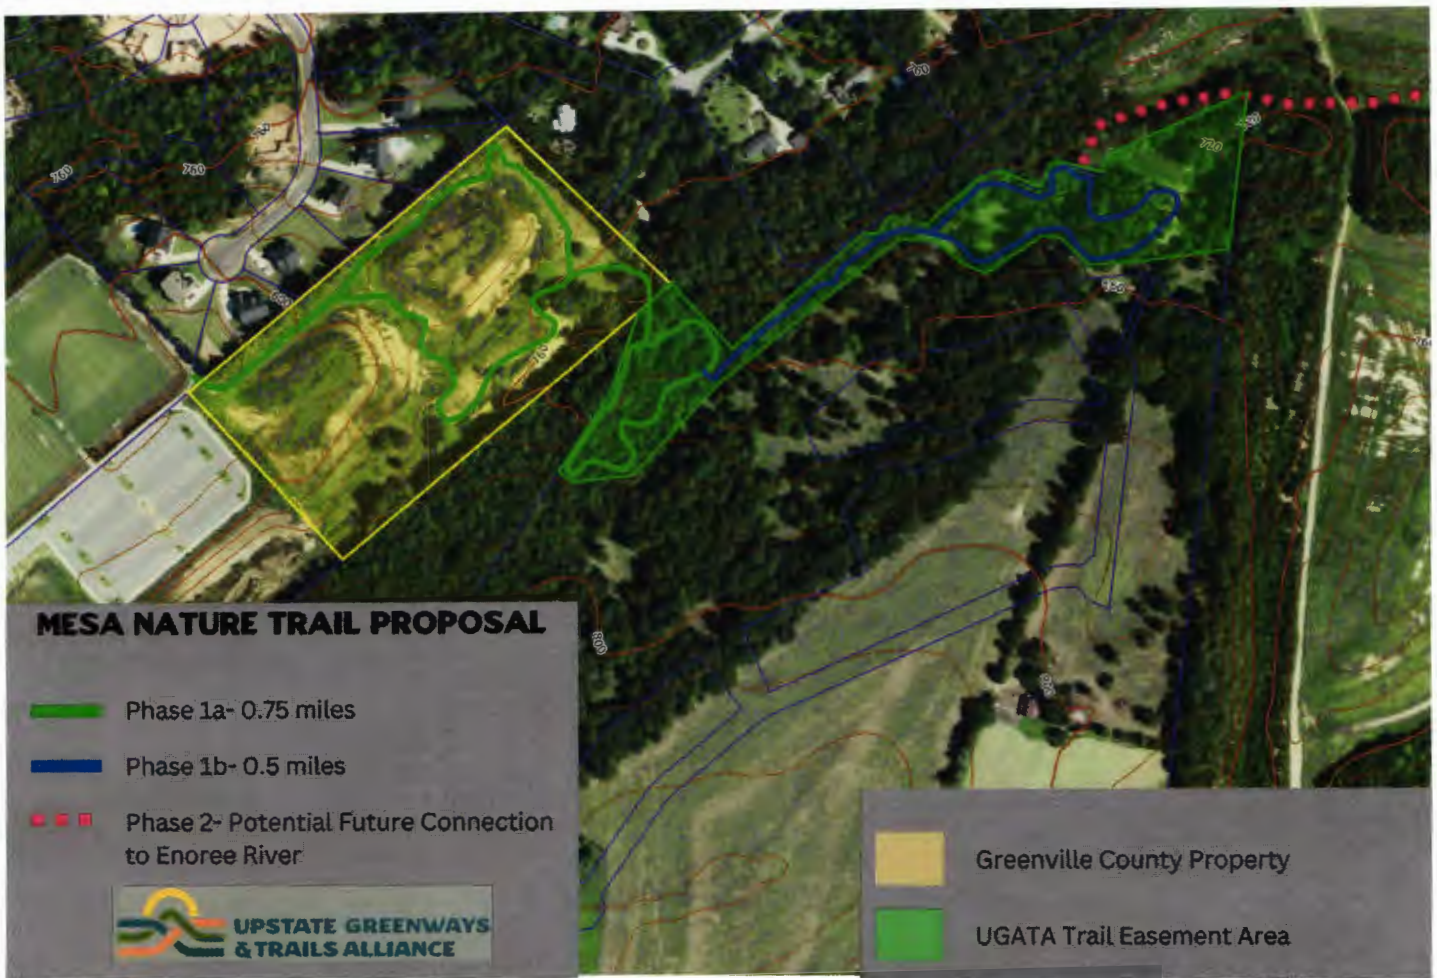 760
760
760
720
760
800
MESA NATURE TRAIL PROPOSAL
Phase 1a- 0.75 miles
Phase 1b- 0.5 miles
Phase 2- Potential Future Connection
to Enoree River
UPSTATE GREENWAYS
& TRAILS ALLIANCE
Greenville County Property
UGATA Trail Easement Area